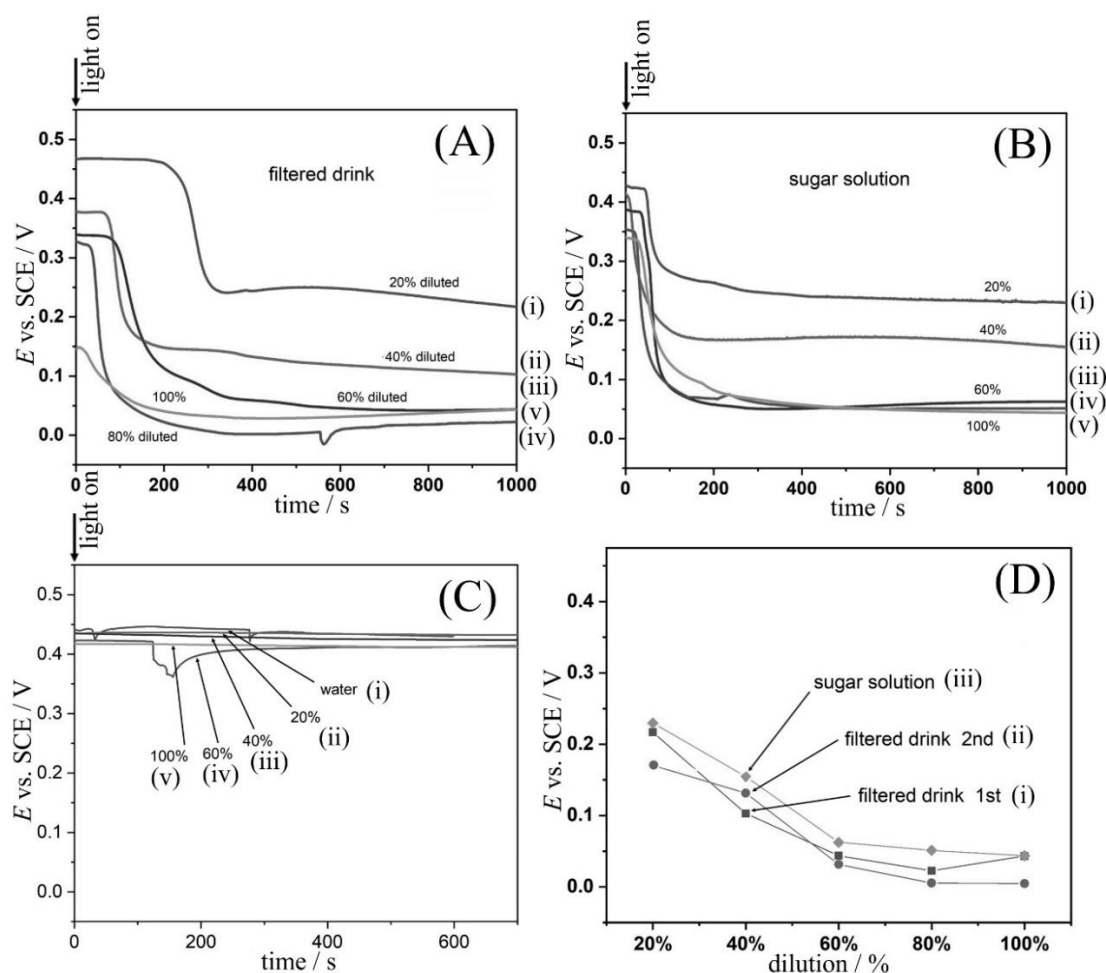 light on
(A)
filtered drink
E vs. SCE / V
0.5
0.4
0.3
0.2
0.1
0.0
20% diluted
(i)
40% diluted
(ii)
(iii)
100%
60% diluted
(v)
80% diluted
(iv)
0 200 400 600 800 1000
time / s
light on
(B)
sugar solution
E vs. SCE / V
0.5
0.4
0.3
0.2
0.1
0.0
20%
(i)
40%
(ii)
60%
(iii)
(iv)
100%
(v)
0 200 400 600 800 1000
time / s
light on
(C)
E vs. SCE / V
0.5
0.4
0.3
0.2
0.1
0.0
water (i)
20%
(ii)
40%
(iii)
60%
(iv)
100%
(v)
0 200 400 600
time / s
(D)
E vs. SCE / V
0.4
0.3
0.2
0.1
0.0
sugar solution (iii)
filtered drink 2nd (ii)
filtered drink 1st (i)
20% 40% 60% 80% 100%
dilution / %